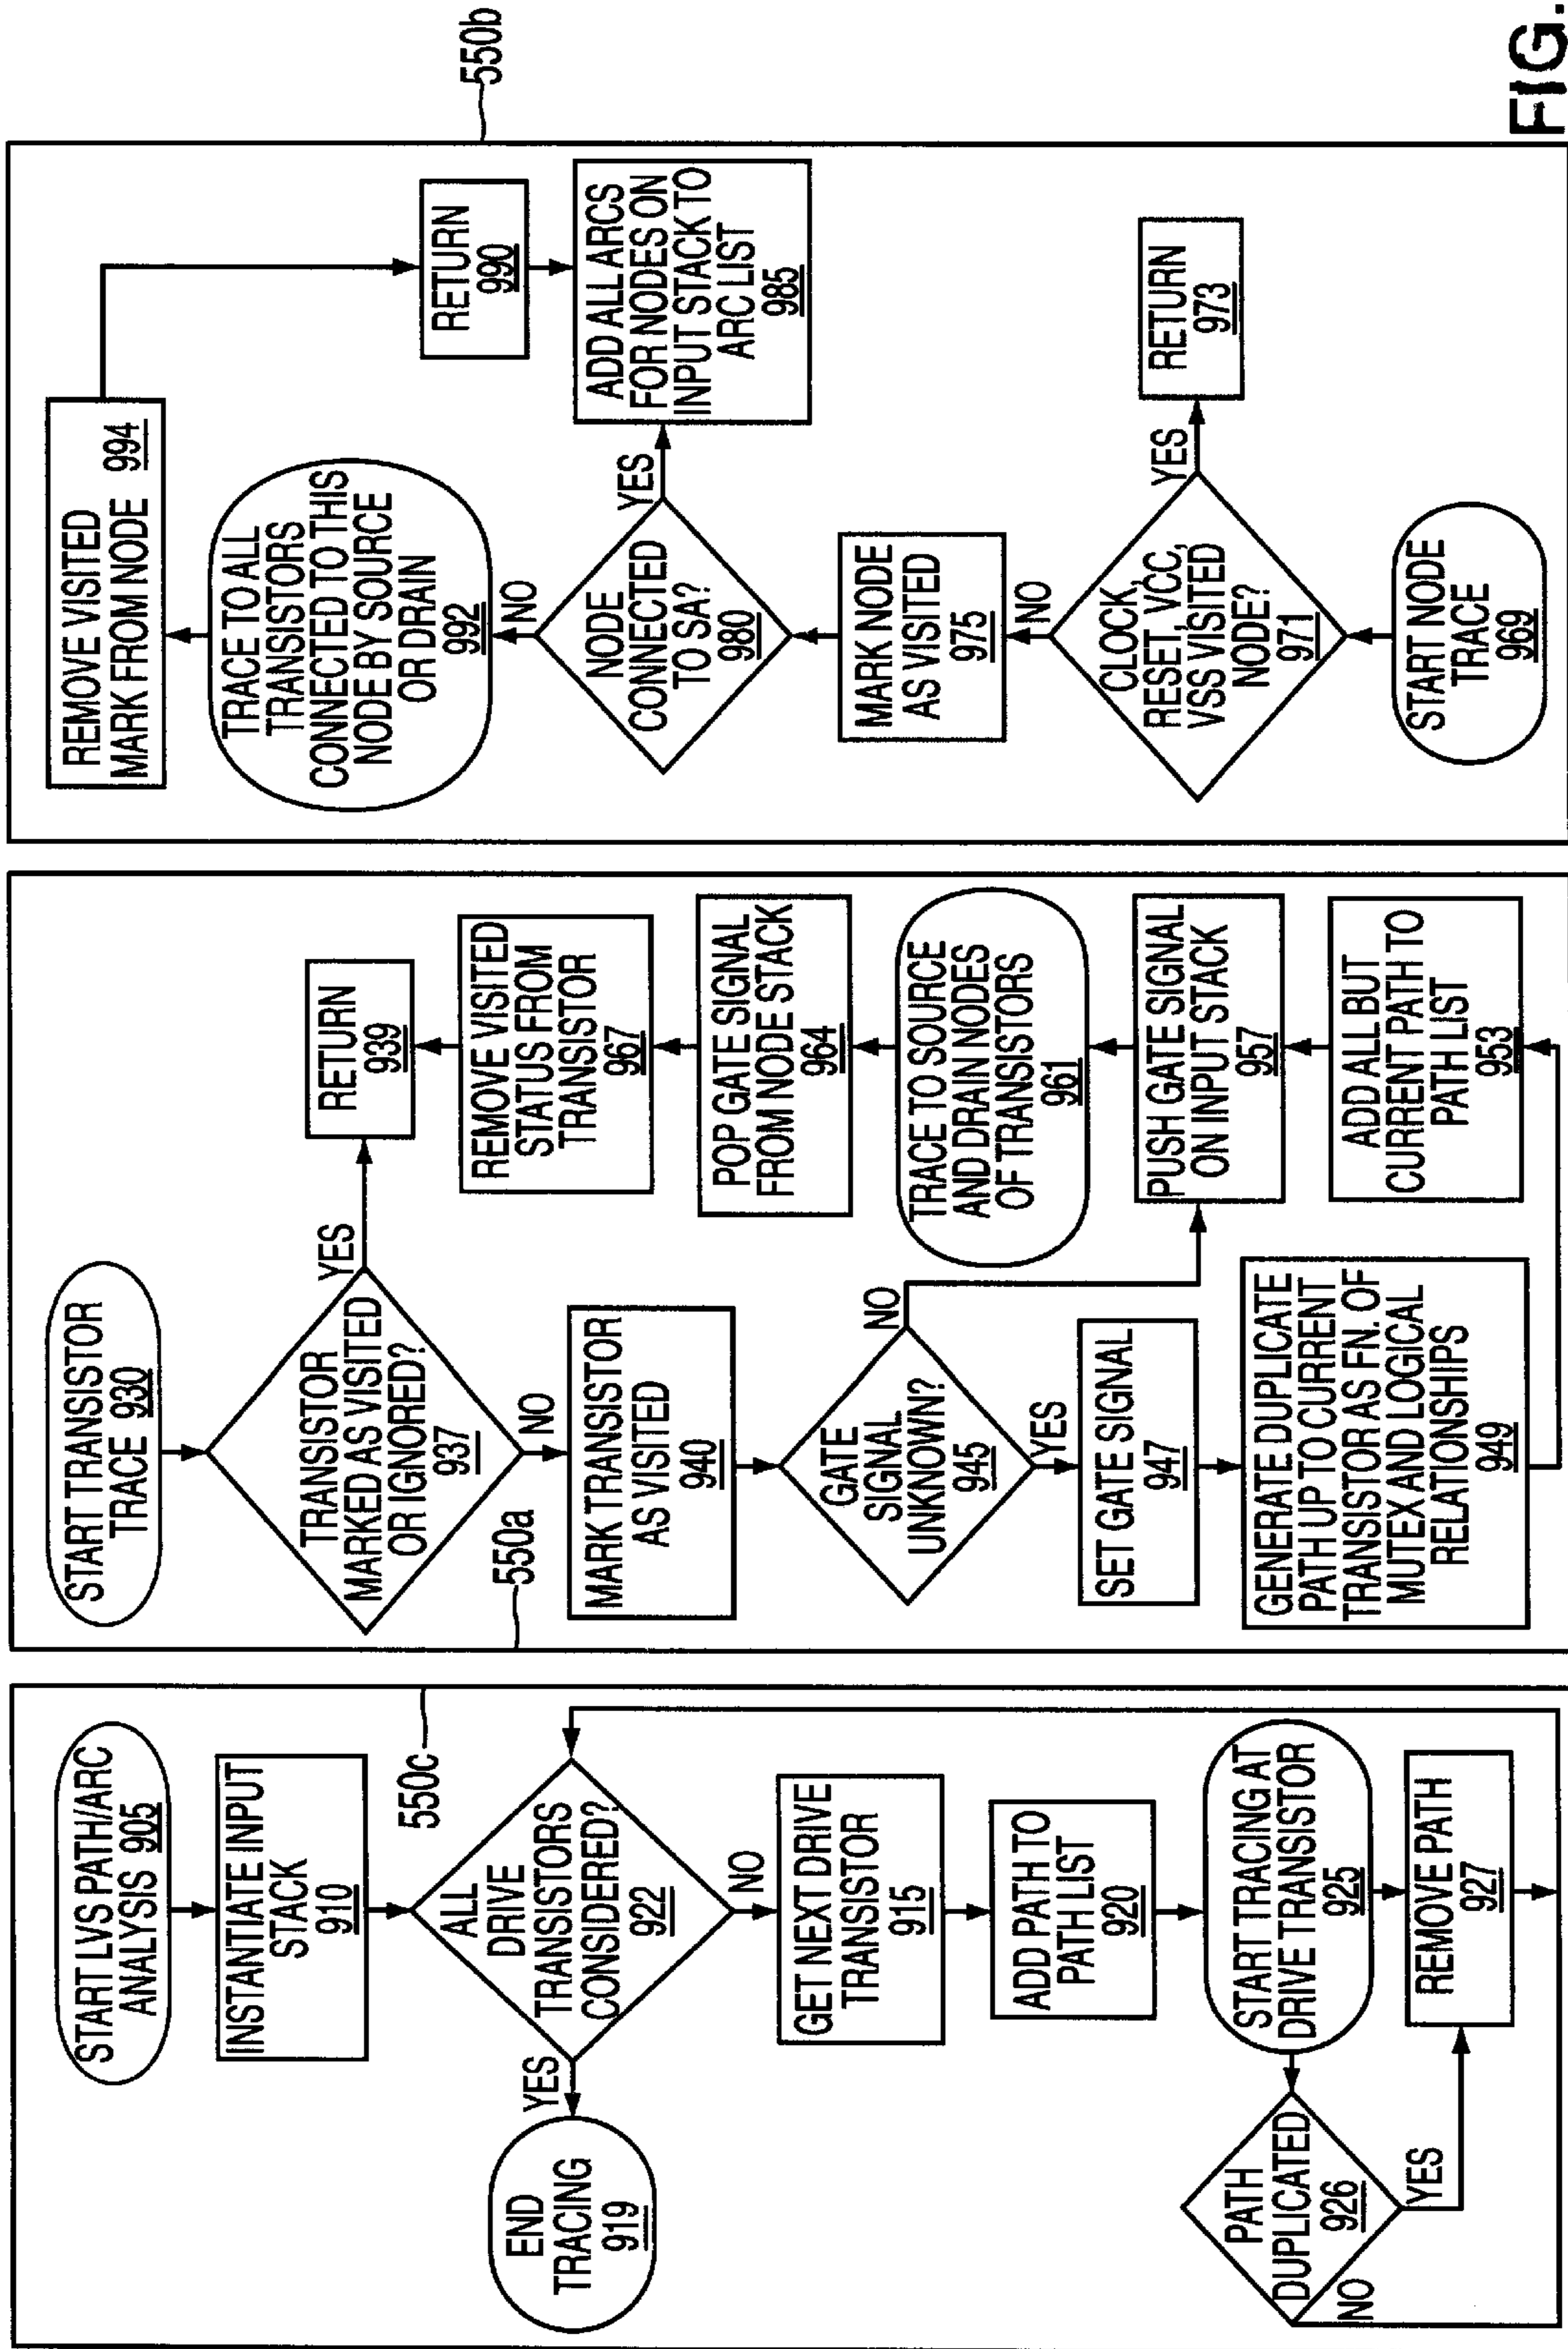 START LVS PATH/ARC
ANALYSIS 905
INSTANTIATE INPUT
STACK
910
ALL
DRIVE
TRANSISTORS
CONSIDERED?
922
YES
END
TRACING
919
NO
GET NEXT DRIVE
TRANSISTOR
915
ADD PATH TO
PATH LIST
920
START TRACING AT
DRIVE TRANSISTOR
925
PATH
DUPLICATED
926
NO
YES
REMOVE PATH
927
550c
START TRANSISTOR
TRACE 930
TRANSISTOR
MARKED AS VISITED
OR IGNORED?
937
YES
RETURN
939
NO
550a
MARK TRANSISTOR
AS VISITED
940
GATE
SIGNAL
UNKNOWN?
945
NO
YES
SET GATE SIGNAL
947
GENERATE DUPLICATE
PATH UP TO CURRENT
TRANSISTOR AS FN. OF
MUTEX AND LOGICAL
RELATIONSHIPS
949
REMOVE VISITED
STATUS FROM
TRANSISTOR
967
POP GATE SIGNAL
FROM NODE STACK
964
TRACE TO SOURCE
AND DRAIN NODES
OF TRANSISTORS
961
PUSH GATE SIGNAL
ON INPUT STACK
957
ADD ALL BUT
CURRENT PATH TO
PATH LIST
953
550b
REMOVE VISITED
MARK FROM NODE 994
TRACE TO ALL
TRANSISTORS
CONNECTED TO THIS
NODE BY SOURCE
OR DRAIN
992
NO
NODE
CONNECTED
TO SA?
980
YES
RETURN
990
ADD ALL ARCS
FOR NODES ON
INPUT STACK TO
ARC LIST
985
MARK NODE
AS VISITED
975
NO
CLOCK,
RESET, VCC,
VSS VISITED
NODE?
971
YES
RETURN
973
START NODE
TRACE
969
FIG.